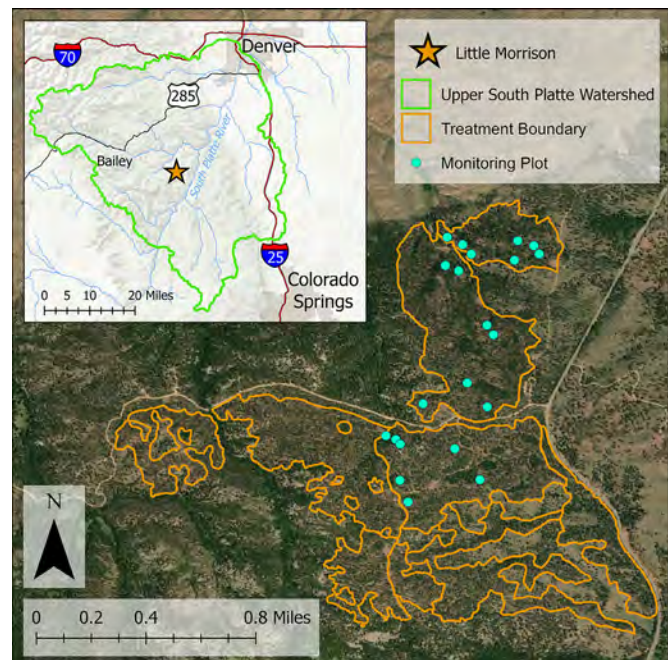 Denver
70
285
Bailey
South Platte River
25
Colorado
Springs
0 5 10 20 Miles
Little Morrison
Upper South Platte Watershed
Treatment Boundary
Monitoring Plot
N
0 0.2 0.4 0.8 Miles